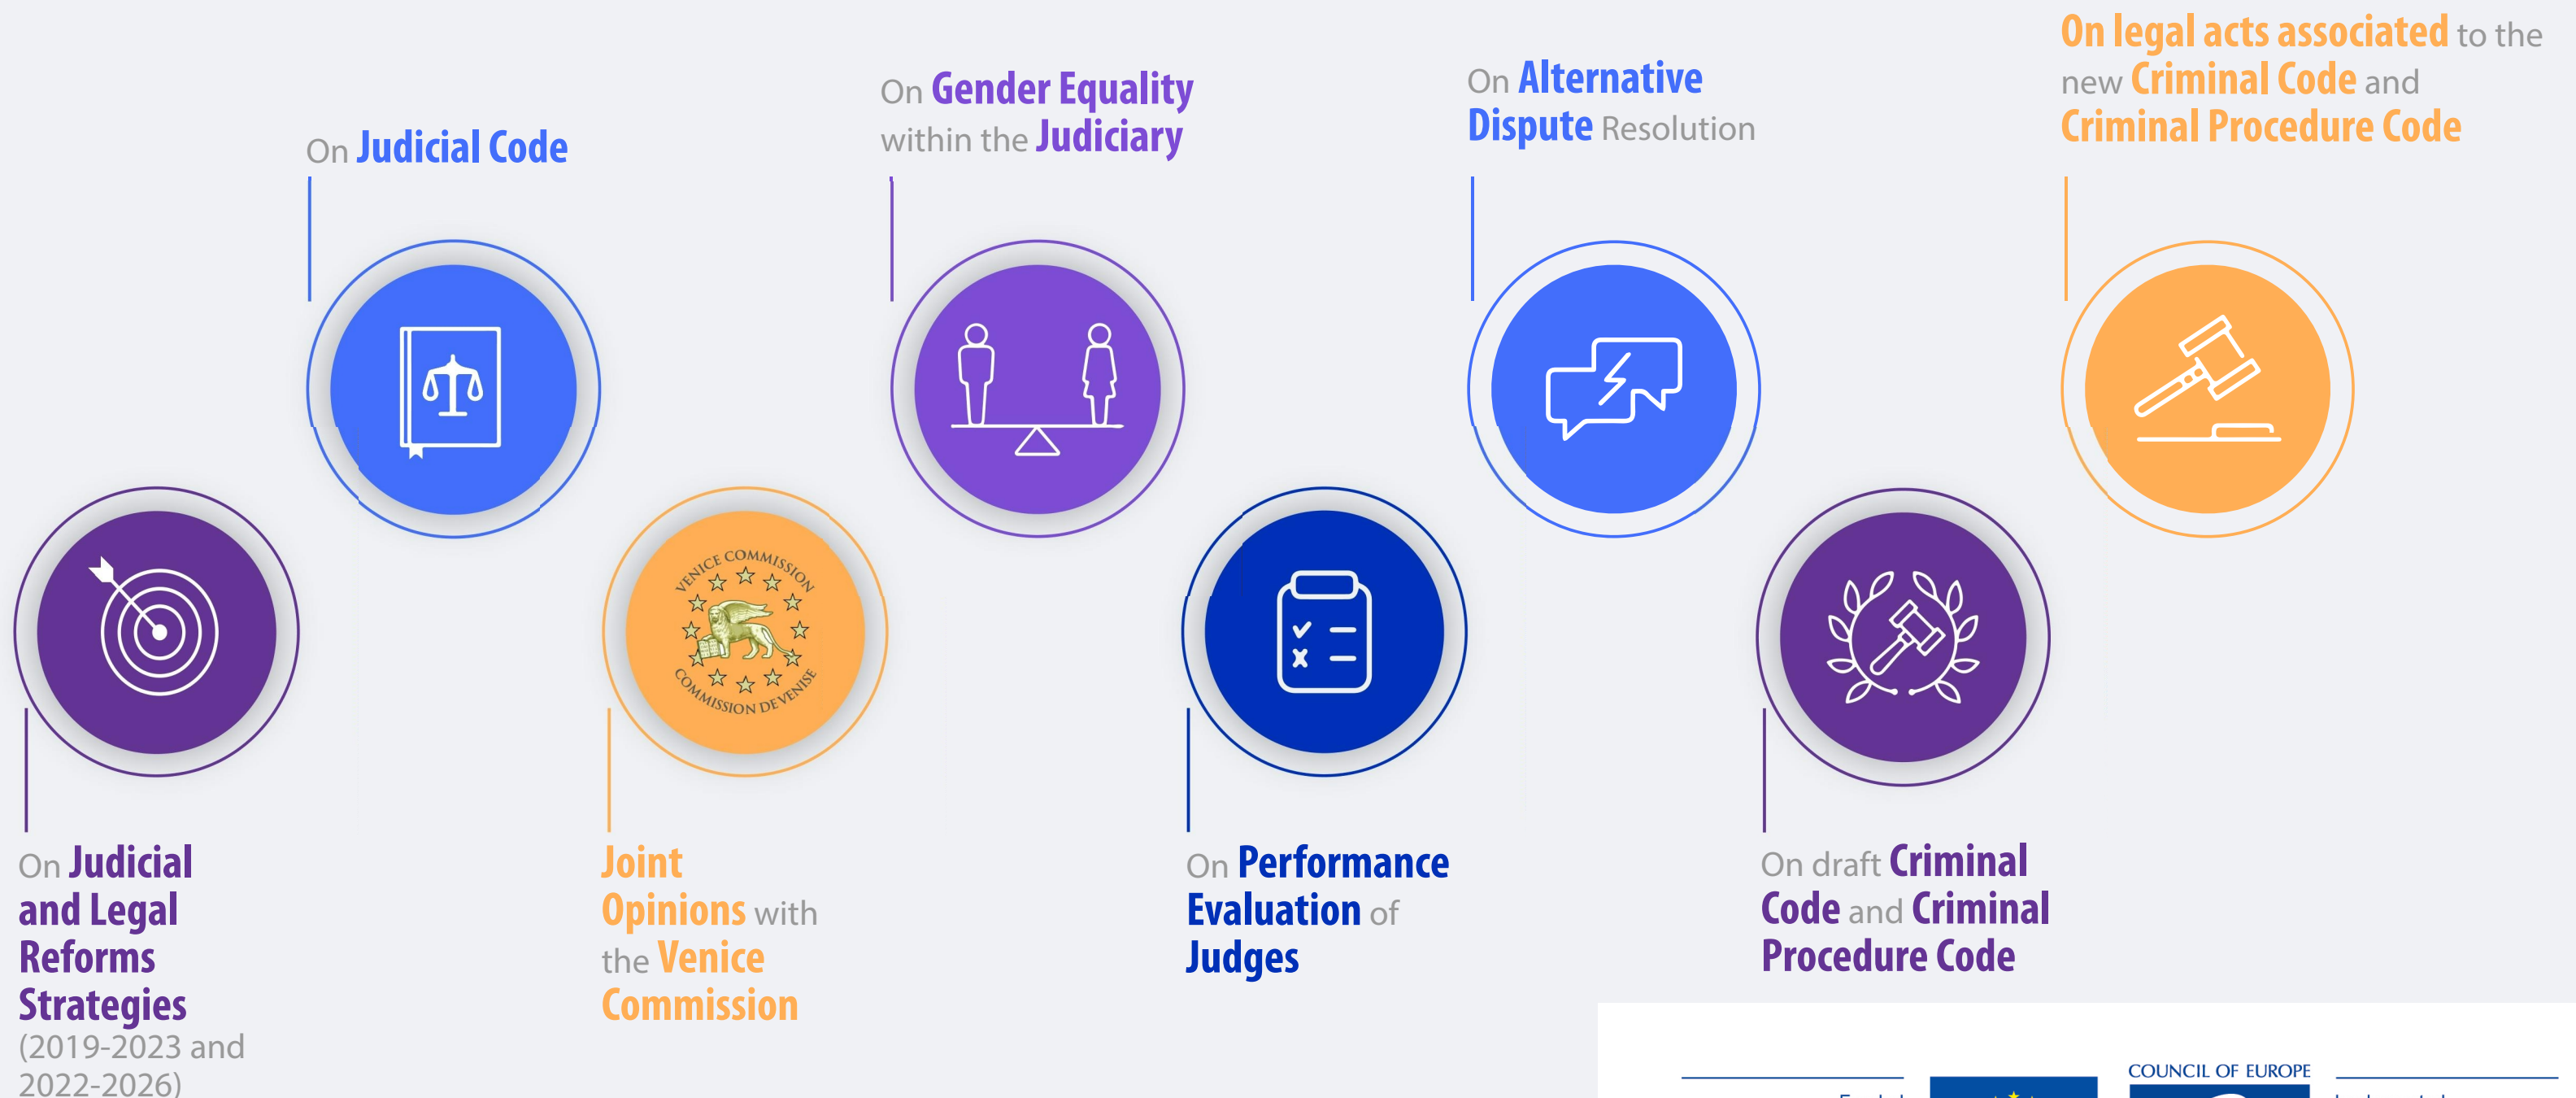 On Judicial
and Legal
Reforms
Strategies
(2019-2023 and
2022-2026)
On Judicial Code
VENICE COMMISSION
COMMISSION DE VENISE
Joint
Opinions with
the Venice
Commission
On Gender Equality
within the Judiciary
On Performance
Evaluation of
Judges
On Alternative
Dispute Resolution
On draft Criminal
Code and Criminal
Procedure Code
On legal acts associated to the
new Criminal Code and
Criminal Procedure Code
COUNCIL OF EUROPE